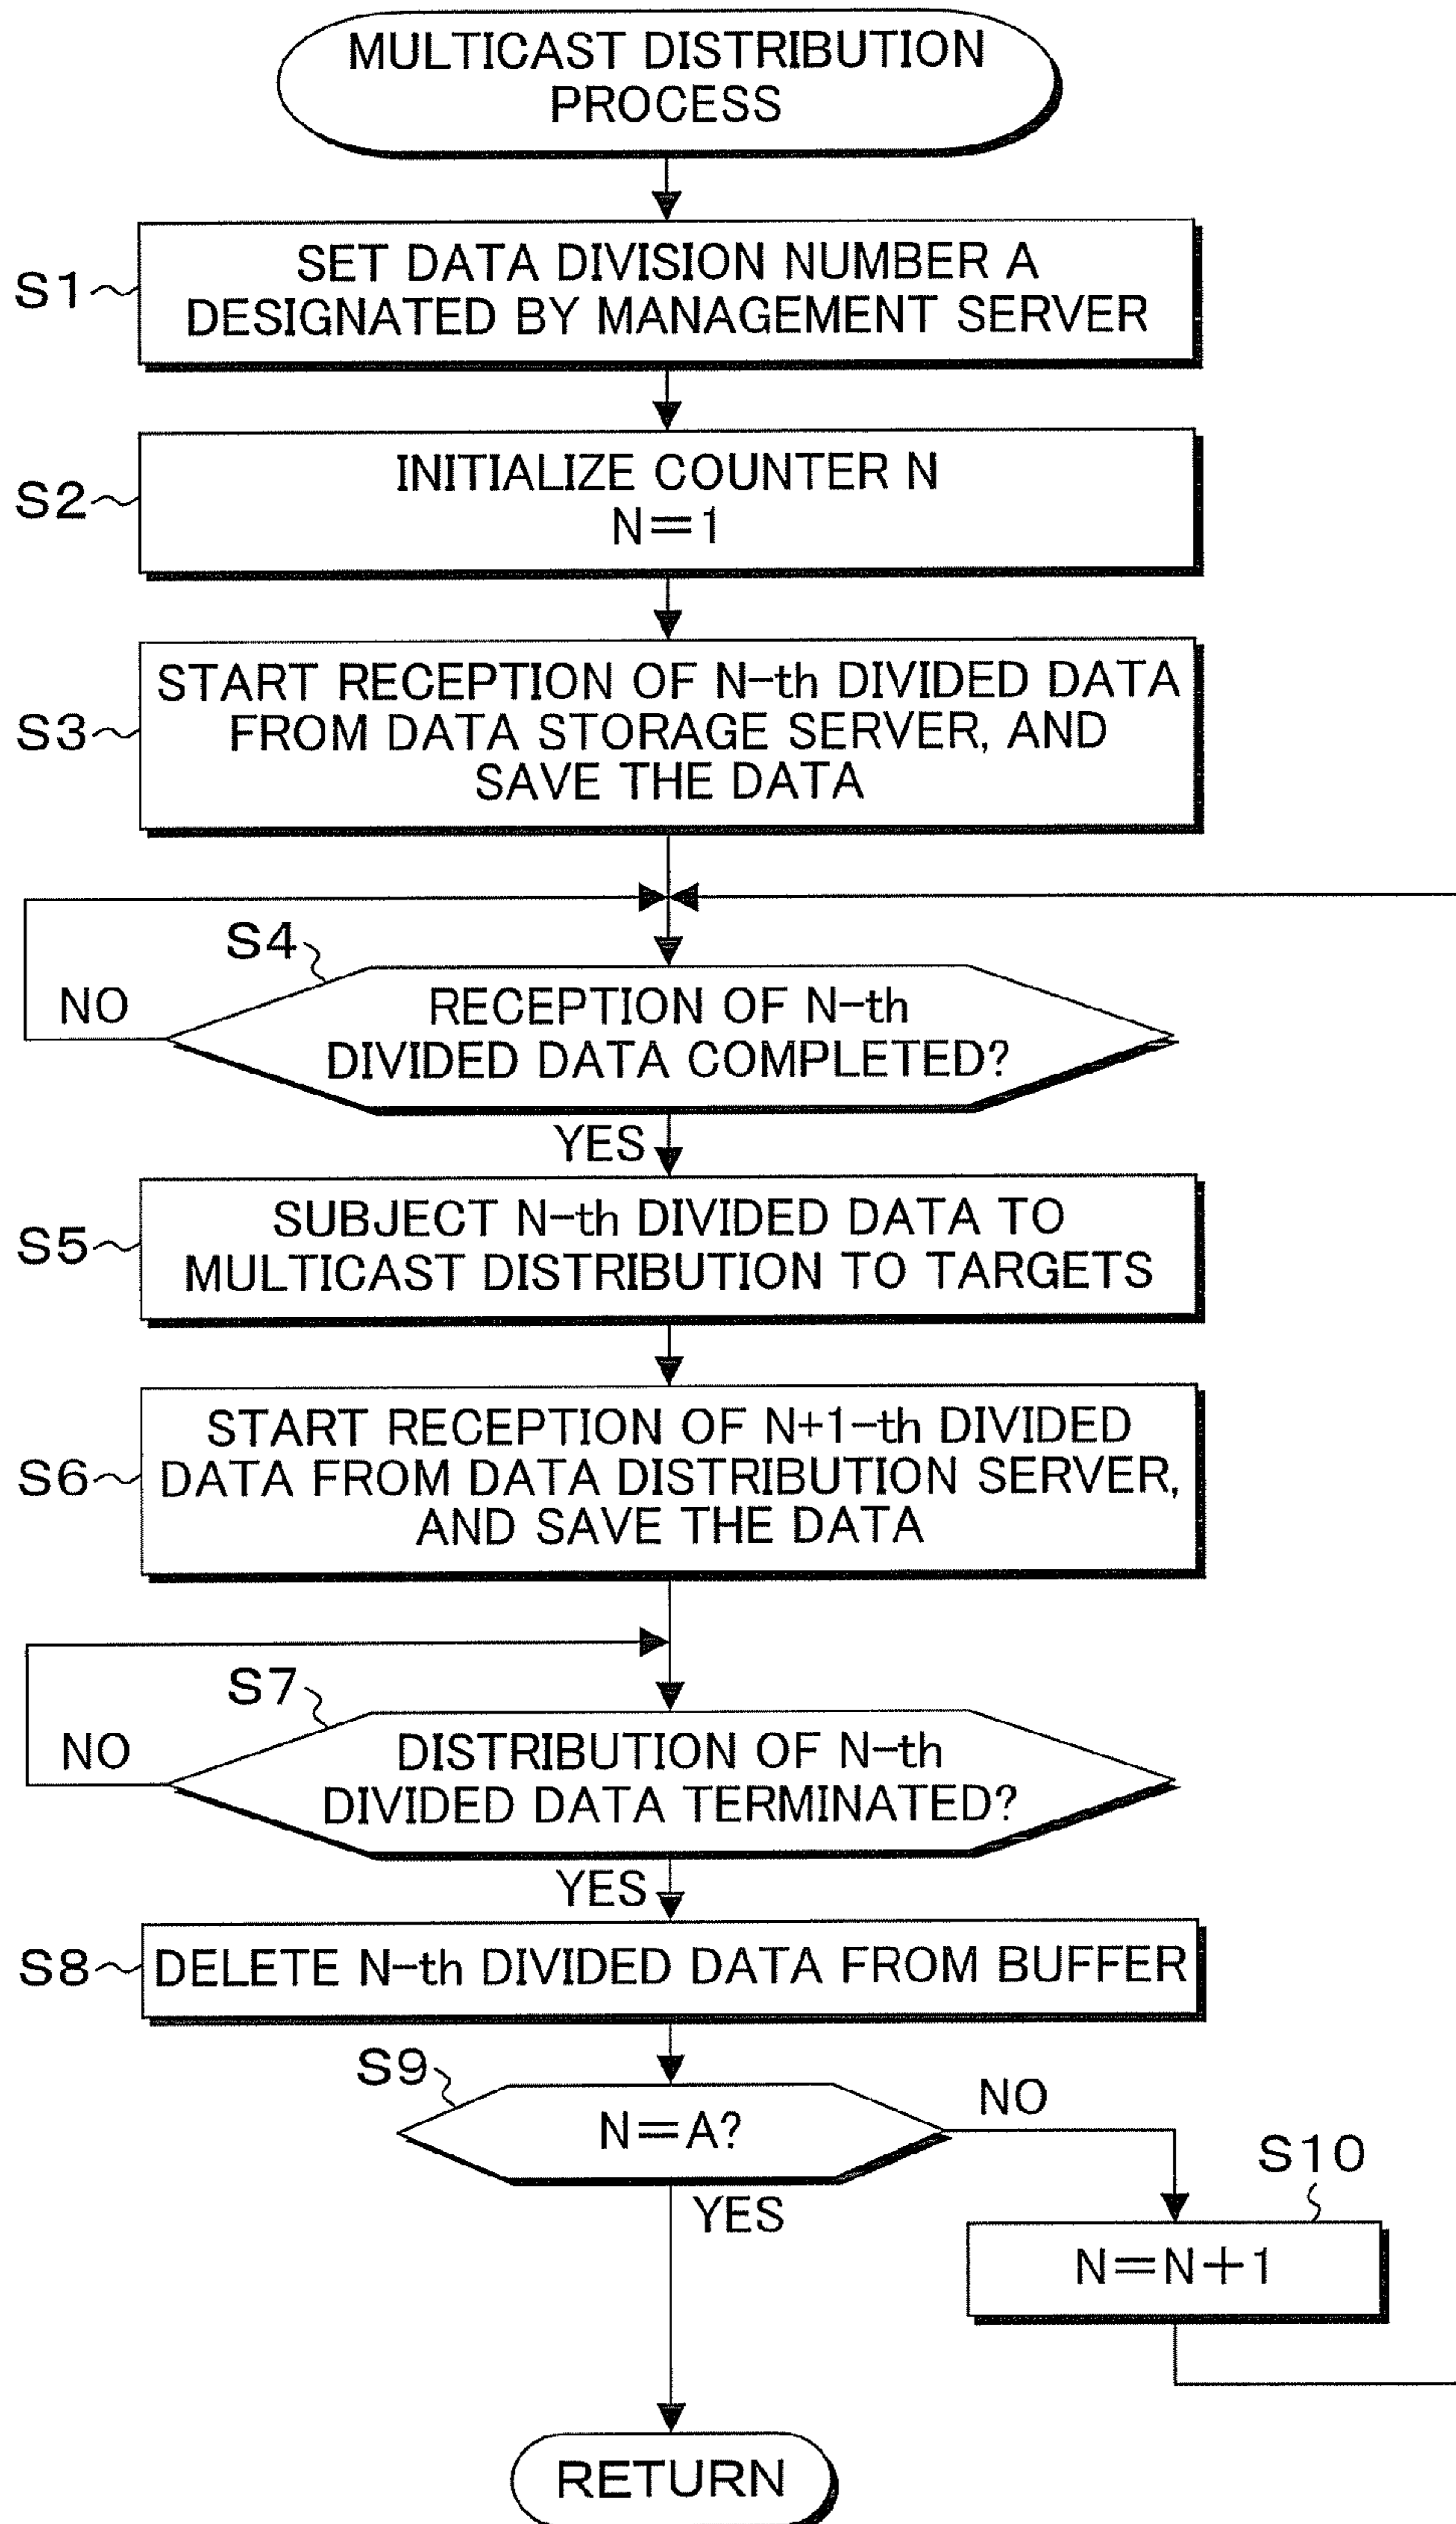 MULTICAST DISTRIBUTION
PROCESS
S1
SET DATA DIVISION NUMBER A
DESIGNATED BY MANAGEMENT SERVER
S2
INITIALIZE COUNTER N
N=1
S3
START RECEPTION OF N-th DIVIDED DATA
FROM DATA STORAGE SERVER, AND
SAVE THE DATA
S4
NO
RECEPTION OF N-th
DIVIDED DATA COMPLETED?
YES
S5
SUBJECT N-th DIVIDED DATA TO
MULTICAST DISTRIBUTION TO TARGETS
S6
START RECEPTION OF N+1-th DIVIDED
DATA FROM DATA DISTRIBUTION SERVER,
AND SAVE THE DATA
S7
NO
DISTRIBUTION OF N-th
DIVIDED DATA TERMINATED?
YES
S8
DELETE N-th DIVIDED DATA FROM BUFFER
S9
N=A?
NO
YES
S10
N=N+1
RETURN